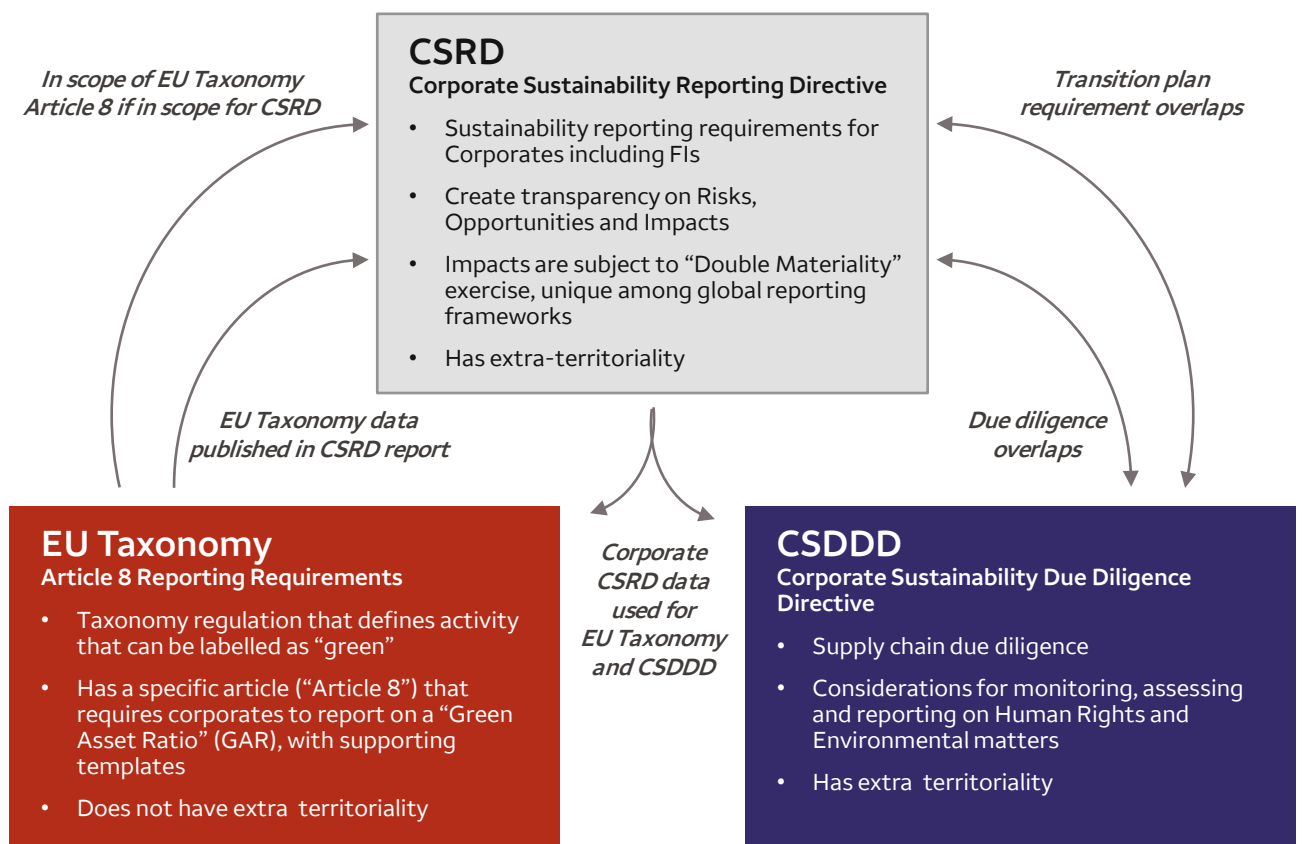 CSRD
Corporate Sustainability Reporting Directive
• Sustainability reporting requirements for
Corporates including FIs
• Create transparency on Risks,
Opportunities and Impacts
• Impacts are subject to “Double Materiality”
exercise, unique among global reporting
frameworks
• Has extra-territoriality
In scope of EU Taxonomy
Article 8 if in scope for CSRD
Transition plan
requirement overlaps
EU Taxonomy data
published in CSRD report
Due diligence
overlaps
EU Taxonomy
Article 8 Reporting Requirements
• Taxonomy regulation that defines activity
that can be labelled as “green”
• Has a specific article (“Article 8”) that
requires corporates to report on a “Green
Asset Ratio” (GAR), with supporting
templates
• Does not have extra territoriality
Corporate
CSRD data
used for
EU Taxonomy
and CSDDD
CSDDD
Corporate Sustainability Due Diligence
Directive
• Supply chain due diligence
• Considerations for monitoring, assessing
and reporting on Human Rights and
Environmental matters
• Has extra territoriality